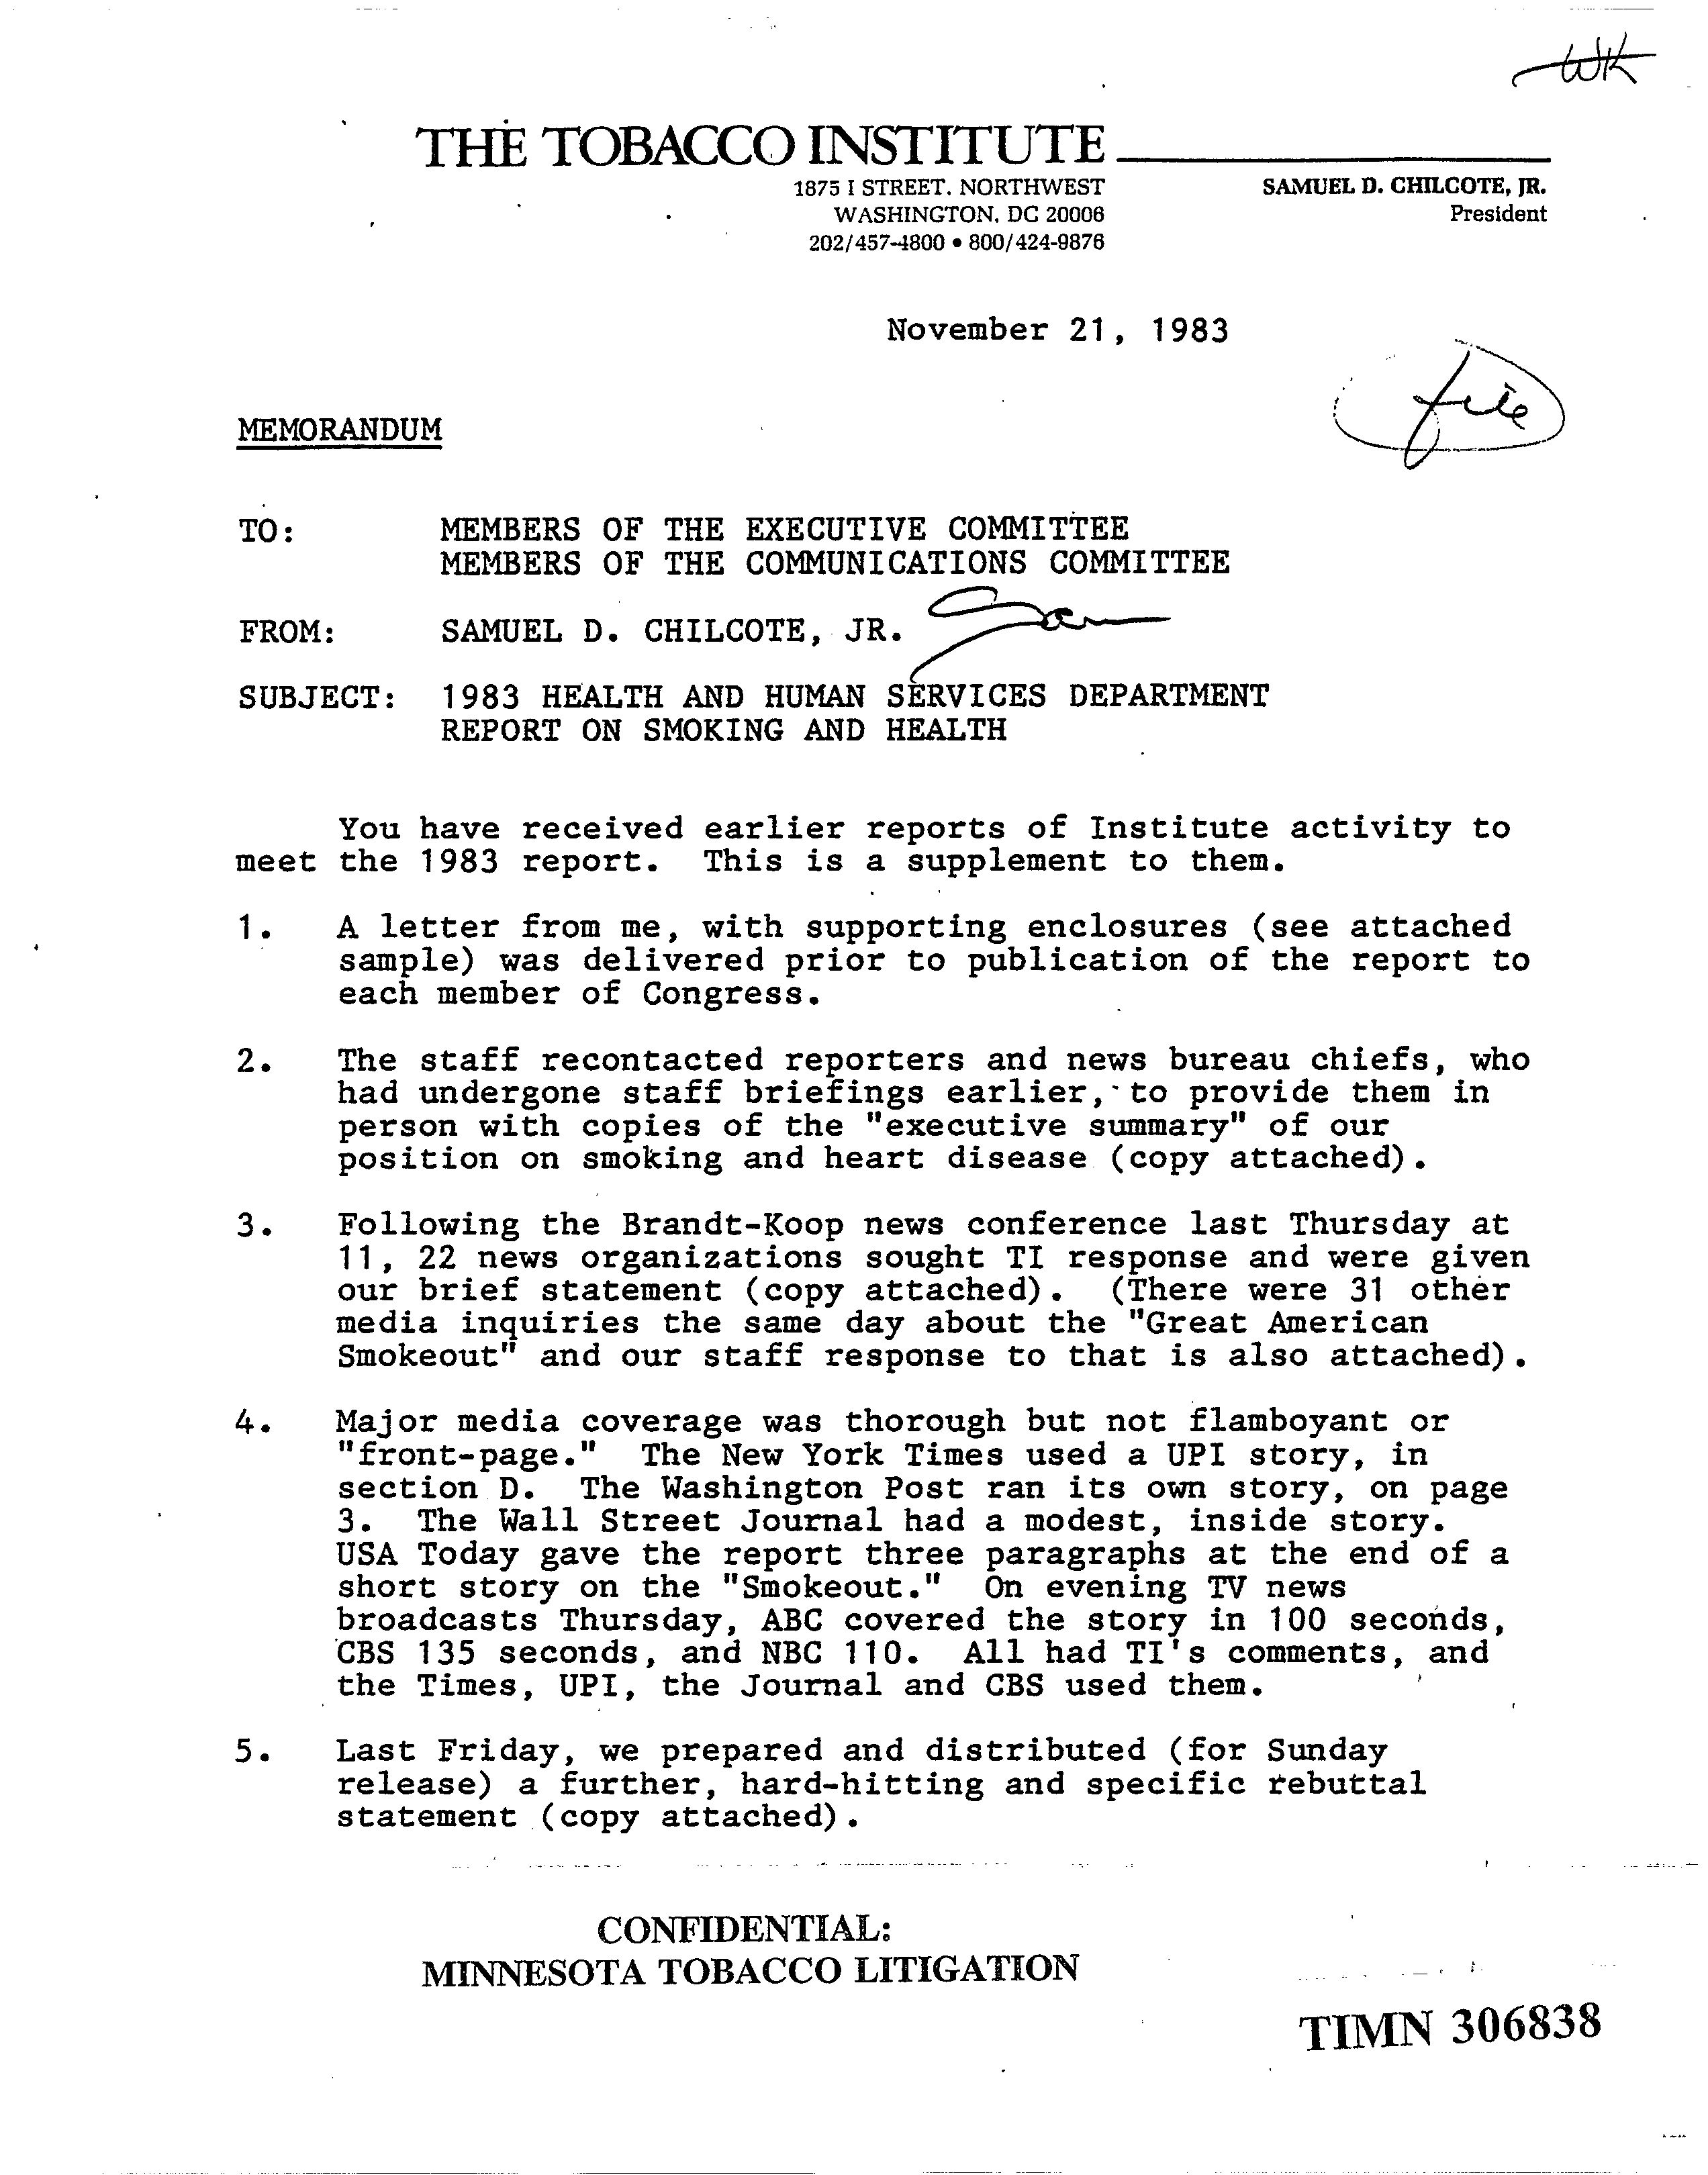 WK
THE TOBACCO INSTITUTE
1875 I STREET, NORTHWEST
WASHINGTON, DC 20006
202/457-4800 • 800/424-9876
SAMUEL D. CHILCOTE, JR.
President
November 21, 1983
file
MEMORANDUM
TO: MEMBERS OF THE EXECUTIVE COMMITTEE
MEMBERS OF THE COMMUNICATIONS COMMITTEE
FROM: SAMUEL D. CHILCOTE, JR. Sam
SUBJECT: 1983 HEALTH AND HUMAN SERVICES DEPARTMENT
REPORT ON SMOKING AND HEALTH
You have received earlier reports of Institute activity to
meet the 1983 report. This is a supplement to them.
1. A letter from me, with supporting enclosures (see attached
sample) was delivered prior to publication of the report to
each member of Congress.
2. The staff recontacted reporters and news bureau chiefs, who
had undergone staff briefings earlier, to provide them in
person with copies of the "executive summary" of our
position on smoking and heart disease (copy attached).
3. Following the Brandt-Koop news conference last Thursday at
11, 22 news organizations sought TI response and were given
our brief statement (copy attached). (There were 31 other
media inquiries the same day about the "Great American
Smokeout" and our staff response to that is also attached).
4. Major media coverage was thorough but not flamboyant or
"front-page." The New York Times used a UPI story, in
section D. The Washington Post ran its own story, on page
3. The Wall Street Journal had a modest, inside story.
USA Today gave the report three paragraphs at the end of a
short story on the "Smokeout." On evening TV news
broadcasts Thursday, ABC covered the story in 100 seconds,
CBS 135 seconds, and NBC 110. All had TI's comments, and
the Times, UPI, the Journal and CBS used them.
5. Last Friday, we prepared and distributed (for Sunday
release) a further, hard-hitting and specific rebuttal
statement (copy attached).
CONFIDENTIAL:
MINNESOTA TOBACCO LITIGATION
TIMN 306838